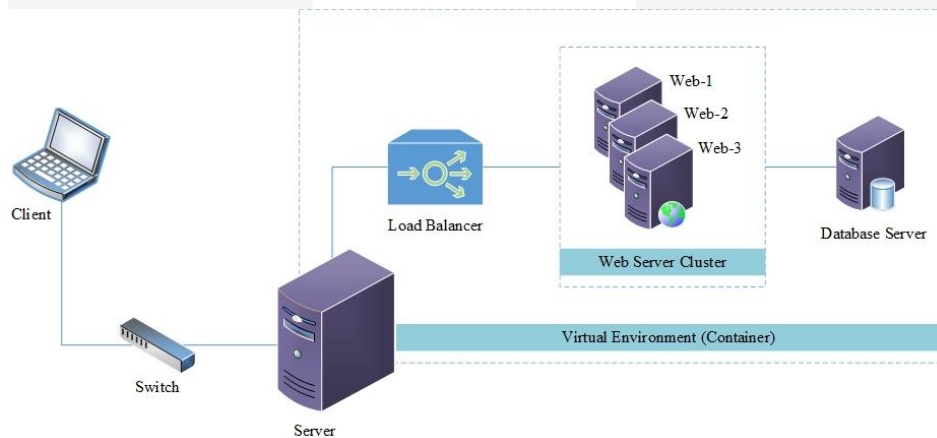 Web-1
Web-2
Web-3
Client
Load Balancer
Database Server
Web Server Cluster
Virtual Environment (Container)
Switch
Server